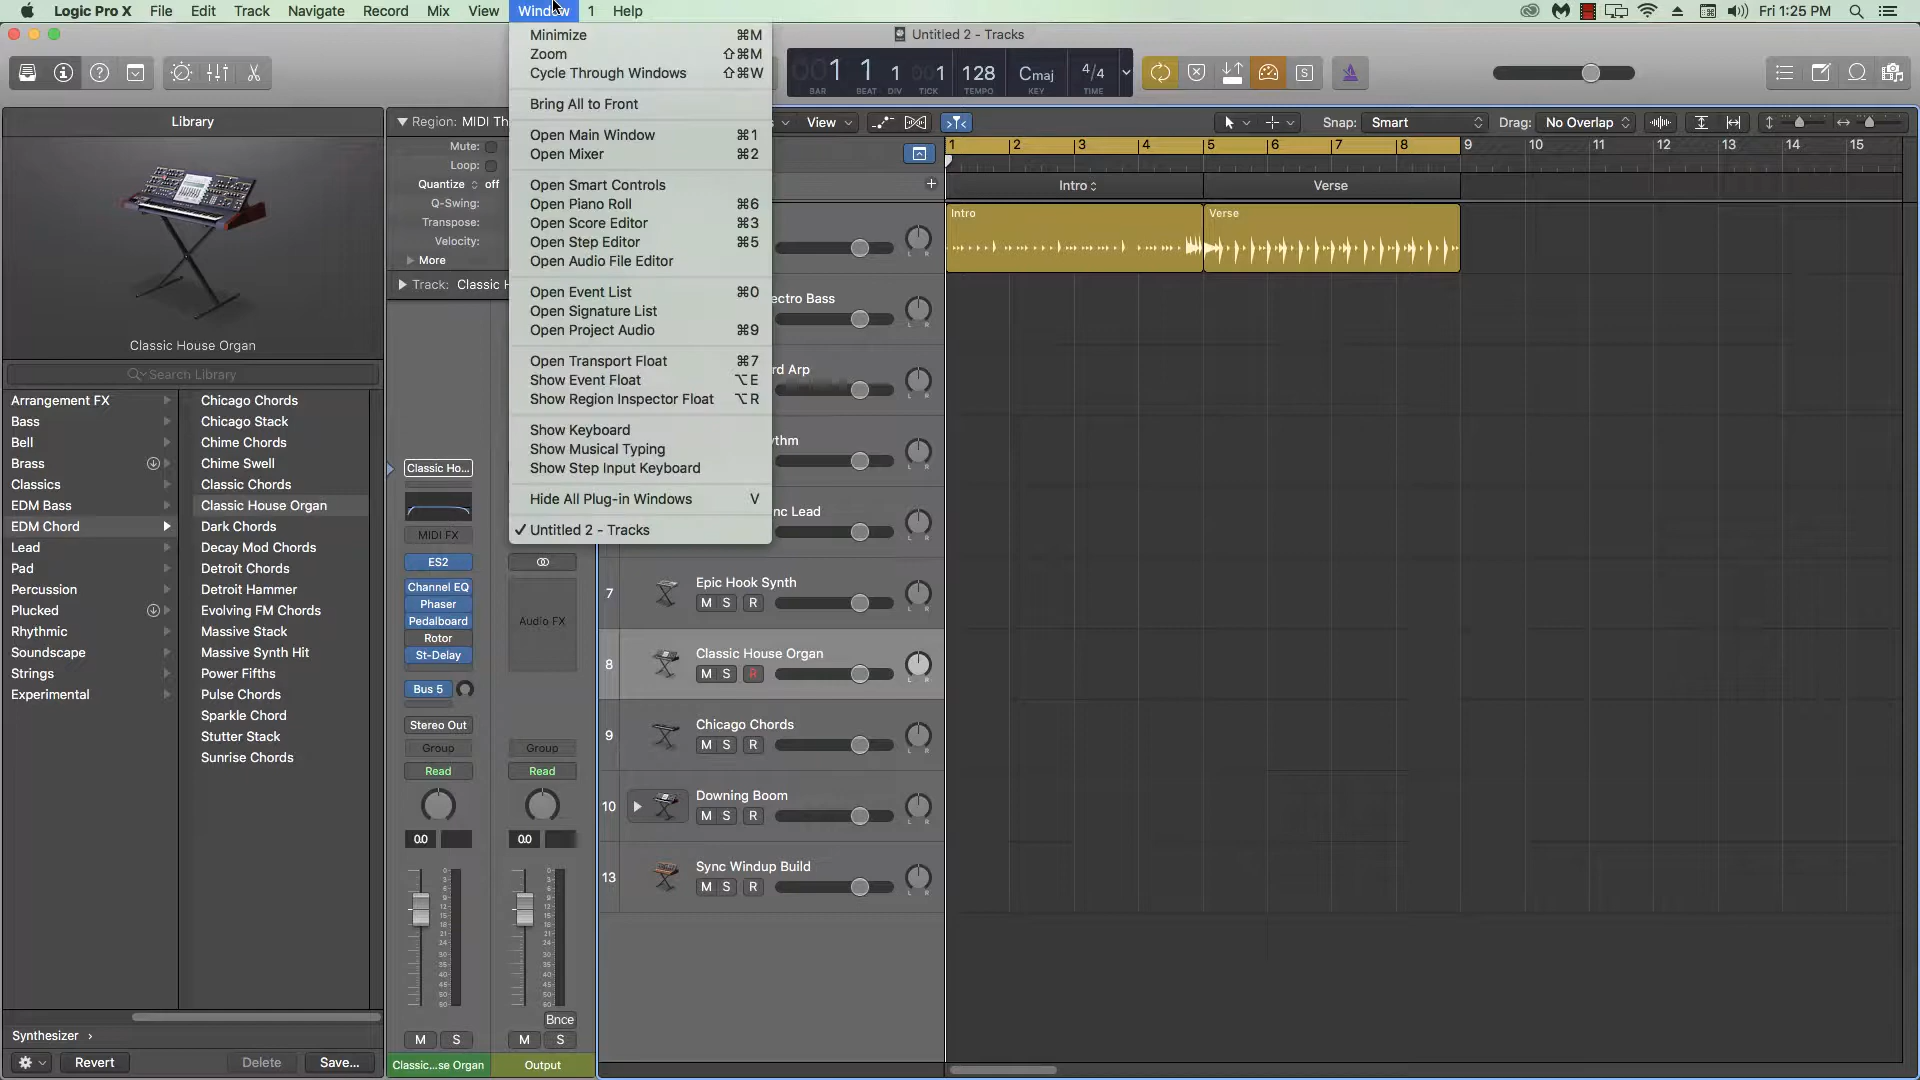 Logic Pro X File Edit Track Navigate Record Mix View Window 1 Help
Fri 1:25 PM
Untitled 2 - Tracks
Minimize ⌘M
Zoom ⇧⌘M
Cycle Through Windows ⇧⌘W
Bring All to Front
Open Main Window ⌘1
Open Mixer ⌘2
Open Smart Controls
Open Piano Roll ⌘6
Open Score Editor ⌘3
Open Step Editor ⌘5
Open Audio File Editor
Open Event List ⌘0
Open Signature List
Open Project Audio ⌘9
Open Transport Float ⌘7
Show Event Float ⌥E
Show Region Inspector Float ⌥R
Show Keyboard
Show Musical Typing
Show Step Input Keyboard
Hide All Plug-in Windows V
✓ Untitled 2 - Tracks
001 1 1 001 128 Cmaj 4/4
BAR BEAT DIV TICK TEMPO KEY TIME
S
Library
Classic House Organ
Search Library
Arrangement FX
Bass
Bell
Brass
Classics
EDM Bass
EDM Chord
Lead
Pad
Percussion
Plucked
Rhythmic
Soundscape
Strings
Experimental
Chicago Chords
Chicago Stack
Chime Chords
Chime Swell
Classic Chords
Classic House Organ
Dark Chords
Decay Mod Chords
Detroit Chords
Detroit Hammer
Evolving FM Chords
Massive Stack
Massive Synth Hit
Power Fifths
Pulse Chords
Sparkle Chord
Stutter Stack
Sunrise Chords
Synthesizer ›
Revert Delete Save...
Region: MIDI Th
Mute:
Loop:
Quantize off
Q-Swing:
Transpose:
Velocity:
More
Track: Classic H
Classic Ho...
MIDI FX
ES2
Channel EQ
Phaser
Pedalboard
Rotor
St-Delay
Bus 5
Stereo Out
Group
Read
0.0
M S
Classic...se Organ
Audio FX
Group
Read
0.0
Bnce
M S
Output
View
Snap: Smart
Drag: No Overlap
1 2 3 4 5 6 7 8 9 10 11 12 13 14 15
Intro Verse
Intro Verse
ectro Bass
rd Arp
thm
nc Lead
7 Epic Hook Synth
M S R
8 Classic House Organ
M S R
9 Chicago Chords
M S R
10 Downing Boom
M S R
13 Sync Windup Build
M S R